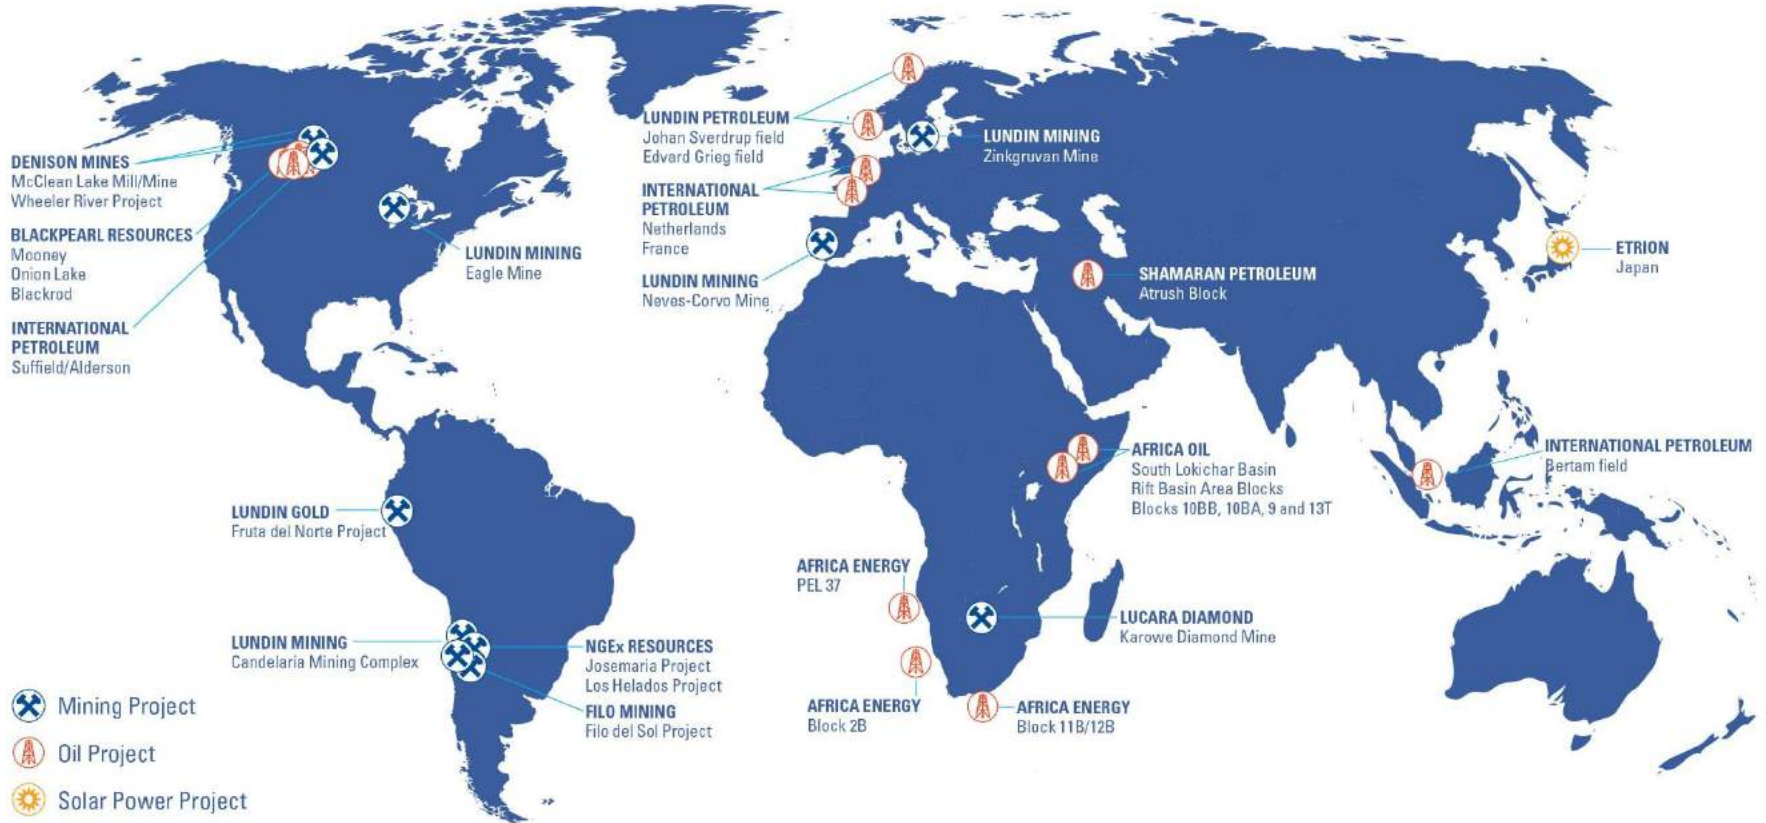 DENISON MINES
McClean Lake Mill/Mine
Wheeler River Project
BLACKPEARL RESOURCES
Mooney
Onion Lake
Blackrod
INTERNATIONAL
PETROLEUM
Suffield/Alderson
LUNDIN MINING
Eagle Mine
LUNDIN GOLD
Fruta del Norte Project
LUNDIN MINING
Candelaria Mining Complex
NGEx RESOURCES
Josemaria Project
Los Helados Project
FILO MINING
Filo del Sol Project
LUNDIN PETROLEUM
Johan Sverdrup field
Edvard Grieg field
INTERNATIONAL
PETROLEUM
Netherlands
France
LUNDIN MINING
Neves-Corvo Mine
LUNDIN MINING
Zinkgruvan Mine
SHAMARAN PETROLEUM
Atrush Block
ETRION
Japan
AFRICA OIL
South Lokichar Basin
Rift Basin Area Blocks
Blocks 10BB, 10BA, 9 and 13T
INTERNATIONAL PETROLEUM
Bertam field
AFRICA ENERGY
PEL 37
LUCARA DIAMOND
Karowe Diamond Mine
AFRICA ENERGY
Block 2B
AFRICA ENERGY
Block 11B/12B
Mining Project
Oil Project
Solar Power Project